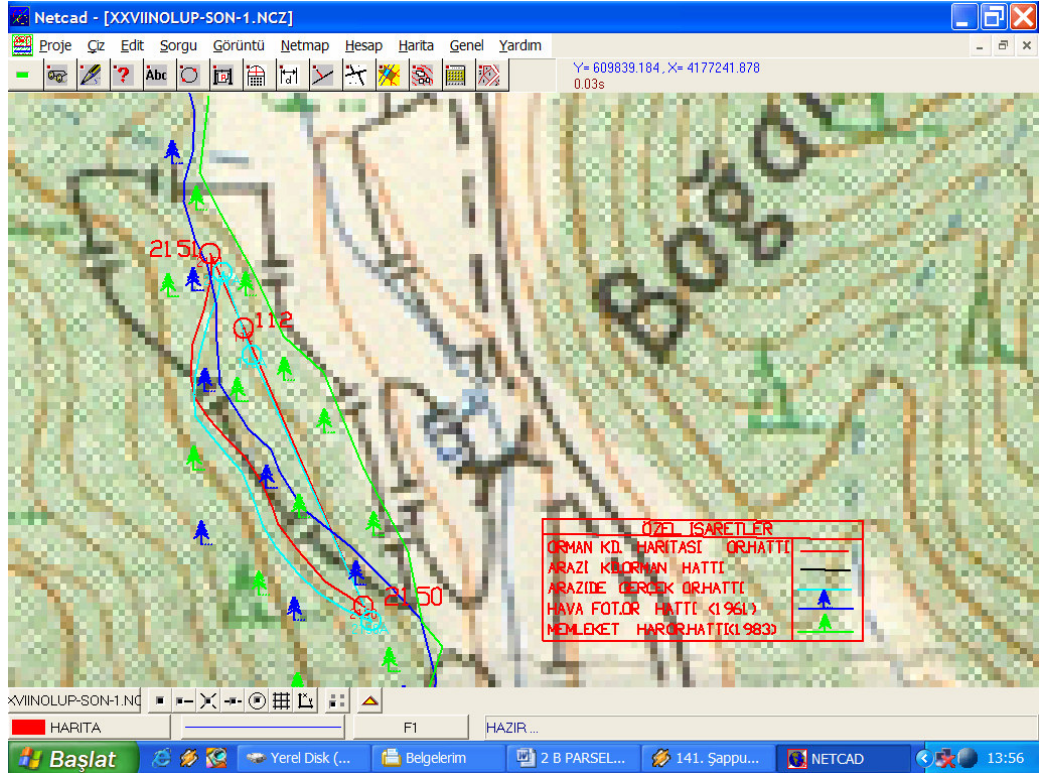 Netcad - [XXVIINOLUP-SON-1.NCZ]
Proje Çiz Edit Sorgu Görüntü Netmap Hesap Harita Genel Yardım
Abc
Y= 609839.184 , X= 4177241.878
0.03s
Boğa
2151
112
2150
ÖZEL İŞARETLER
ORMAN KD. HARİTASI OR.HATTI
ARAZİ KD.ORMAN HATTI
ARAZİDE GERÇEK OR.HATTI
HAVA FOT.OR HATTI (1961)
MEMLEKET HAR.OR.HATTI(1983)
XVIINOLUP-SON-1.NC
HARITA
F1
HAZIR ...
Başlat
Yerel Disk (...
Belgelerim
2 B PARSEL...
141. Şappu...
NETCAD
13:56